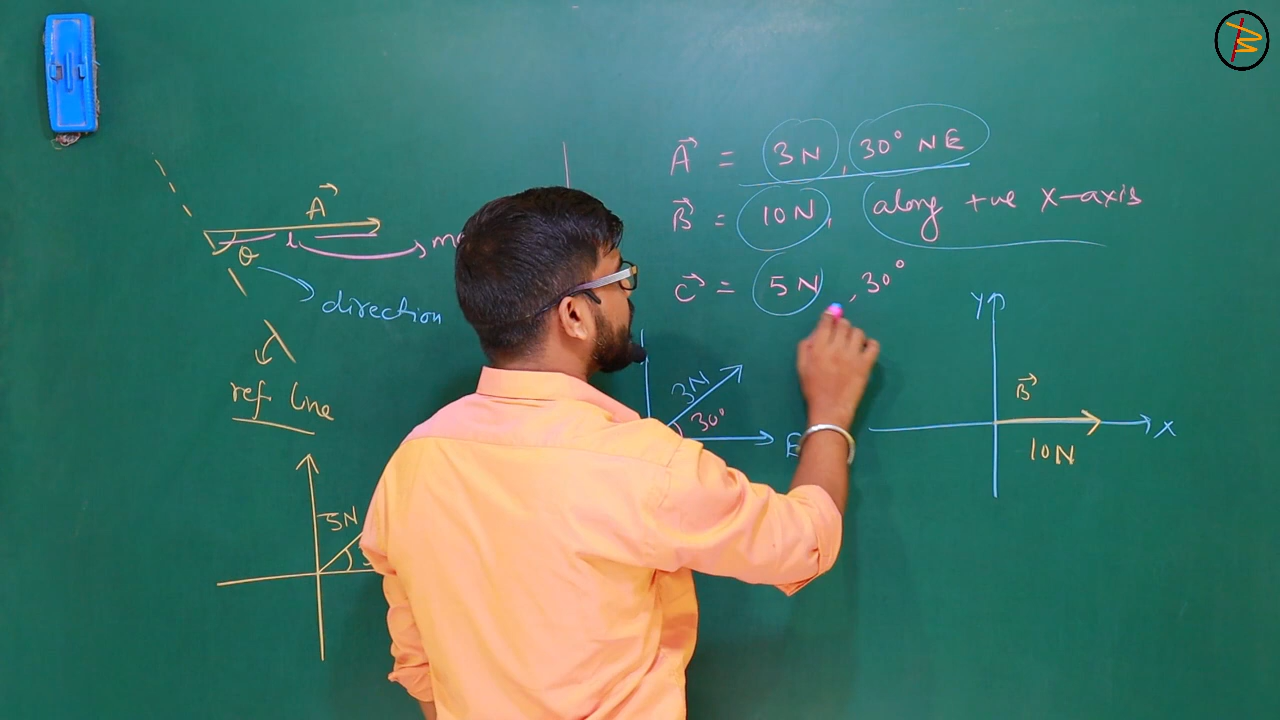 A⃗ = 3N, 30° NE
B⃗ = 10N, along +ve X-axis
C⃗ = 5N, 30°
A⃗
θ
direction
ref line
5N
3N
30°
E
Y
B⃗
X
10N